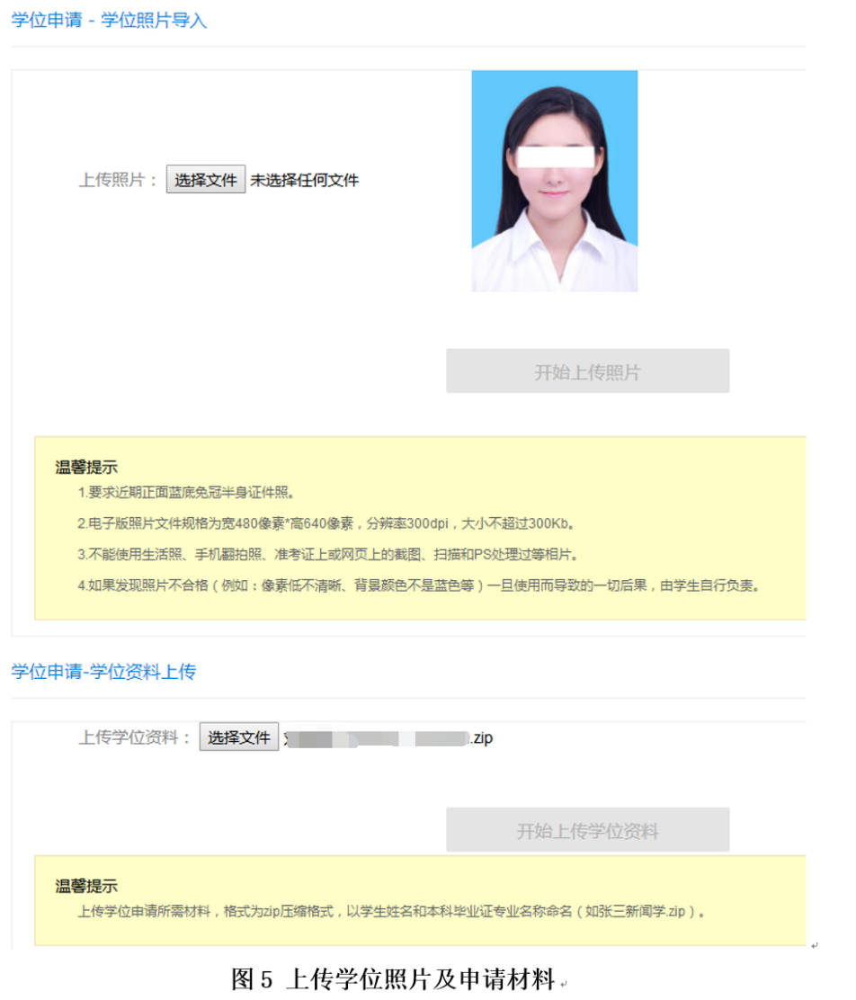 学位申请 - 学位照片导入
上传照片： 选择文件 未选择任何文件
开始上传照片
温馨提示
1.要求近期正面蓝底免冠半身证件照。
2.电子版照片文件规格为宽480像素*高640像素，分辨率300dpi，大小不超过300Kb。
3.不能使用生活照、手机翻拍照、准考证上或网页上的截图、扫描和PS处理过等相片。
4.如果发现照片不合格（例如：像素低不清晰、背景颜色不是蓝色等）一旦使用而导致的一切后果，由学生自行负责。
学位申请-学位资料上传
上传学位资料： 选择文件 .zip
开始上传学位资料
温馨提示
上传学位申请所需材料，格式为zip压缩格式，以学生姓名和本科毕业证专业名称命名（如张三新闻学.zip）。
图 5 上传学位照片及申请材料